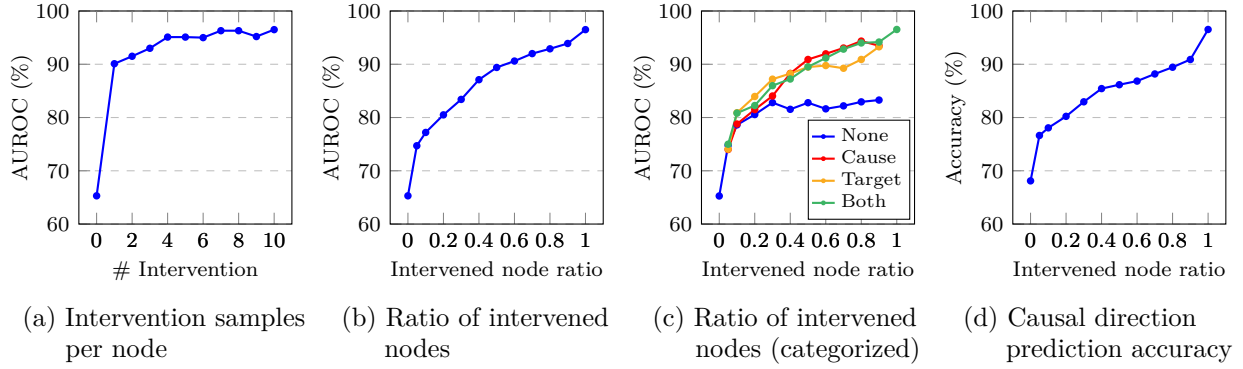 100
90
80
70
60
AUROC (%)
0 2 4 6 8 10
# Intervention
(a) Intervention samples
per node
100
90
80
70
60
AUROC (%)
0 0.2 0.4 0.6 0.8 1
Intervened node ratio
(b) Ratio of intervened
nodes
100
90
80
70
60
AUROC (%)
None
Cause
Target
Both
0 0.2 0.4 0.6 0.8 1
Intervened node ratio
(c) Ratio of intervened
nodes (categorized)
100
90
80
70
60
Accuracy (%)
0 0.2 0.4 0.6 0.8 1
Intervened node ratio
(d) Causal direction
prediction accuracy